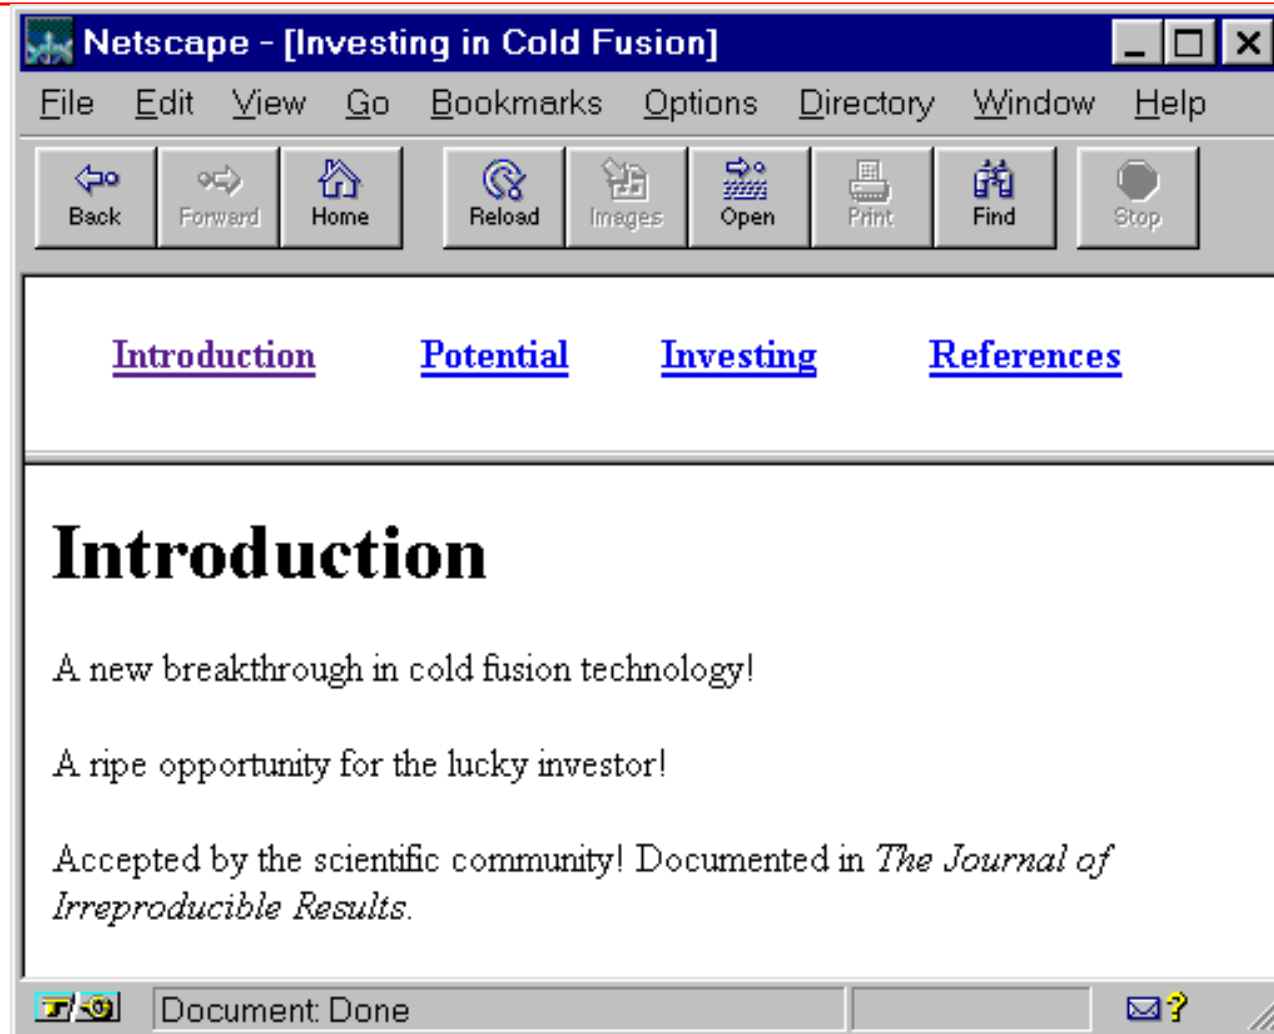 Netscape - [Investing in Cold Fusion]
File Edit View Go Bookmarks Options Directory Window Help
Back Forward Home Reload Images Open Print Find Stop
Introduction Potential Investing References
Introduction
A new breakthrough in cold fusion technology!
A ripe opportunity for the lucky investor!
Accepted by the scientific community! Documented in The Journal of
Irreproducible Results.
Document: Done
?